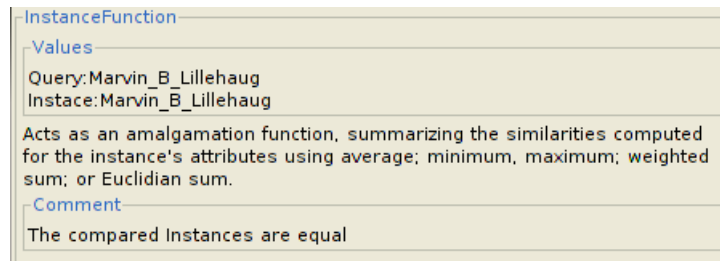 InstanceFunction
Values
Query:Marvin_B_Lillehaug
Instace:Marvin_B_Lillehaug
Acts as an amalgamation function, summarizing the similarities computed
for the instance's attributes using average; minimum, maximum; weighted
sum; or Euclidian sum.
Comment
The compared Instances are equal